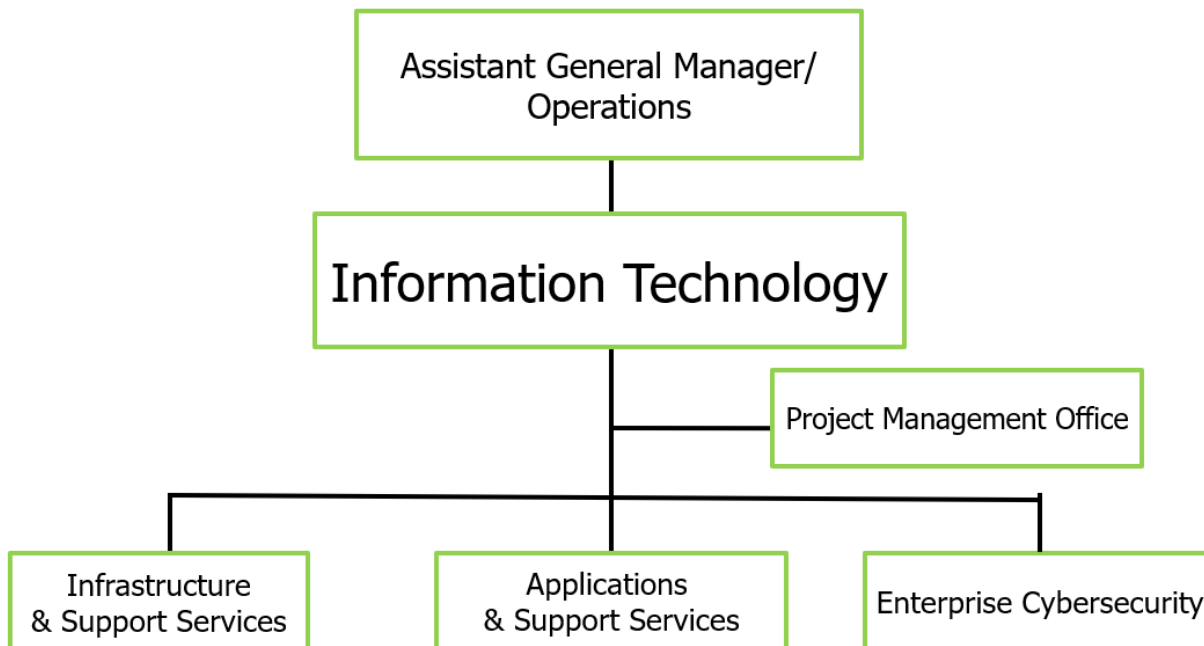 Assistant General Manager/
Operations
Information Technology
Project Management Office
Infrastructure
& Support Services
Applications
& Support Services
Enterprise Cybersecurity